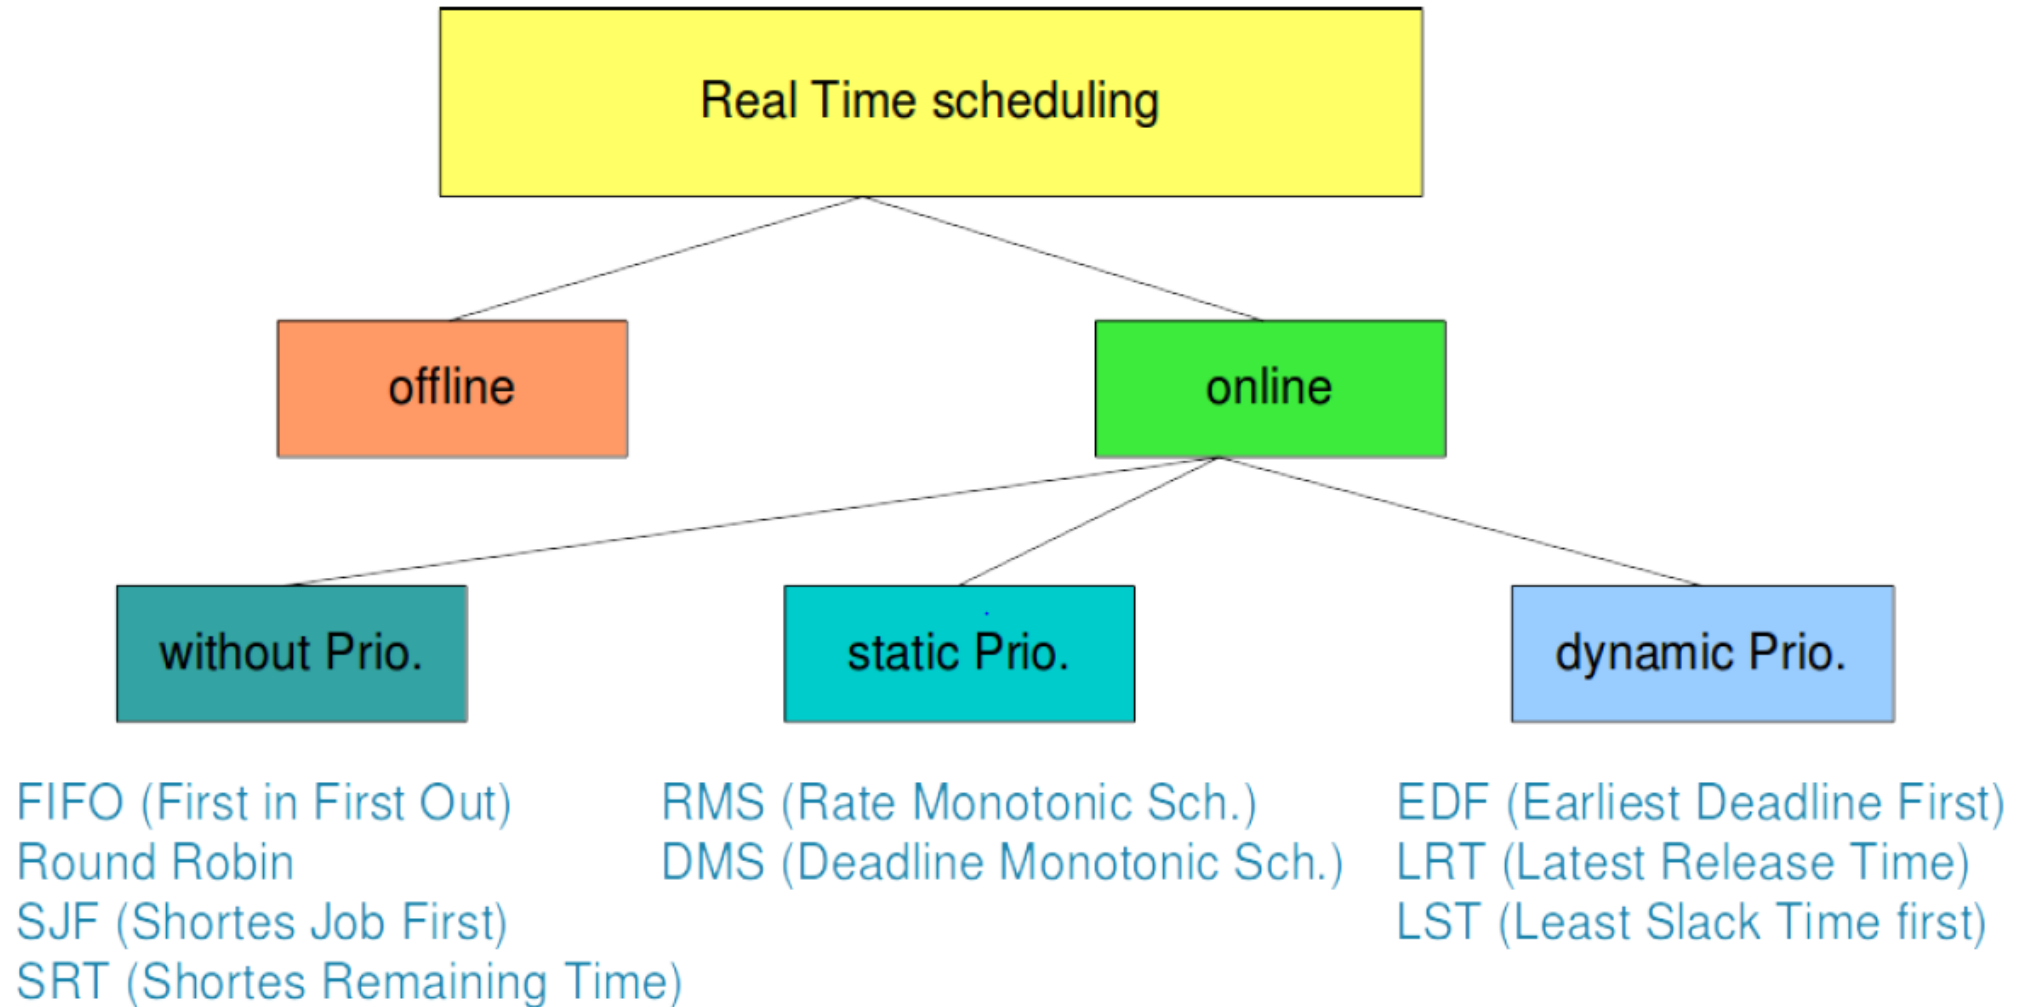 Real Time scheduling
offline
online
without Prio.
static Prio.
dynamic Prio.
FIFO (First in First Out)
Round Robin
SJF (Shortes Job First)
SRT (Shortes Remaining Time)
RMS (Rate Monotonic Sch.)
DMS (Deadline Monotonic Sch.)
EDF (Earliest Deadline First)
LRT (Latest Release Time)
LST (Least Slack Time first)